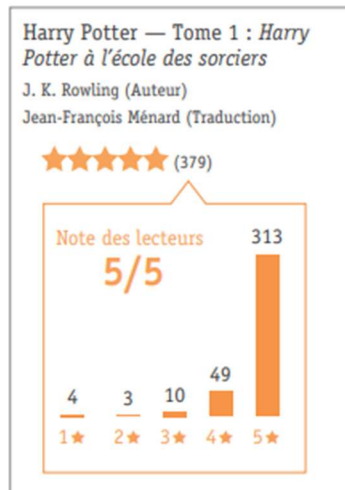 Harry Potter — Tome 1 : Harry
Potter à l'école des sorciers
J. K. Rowling (Auteur)
Jean-François Ménard (Traduction)
(379)
Note des lecteurs
5/5
313
49
10
3
4
1★ 2★ 3★ 4★ 5★